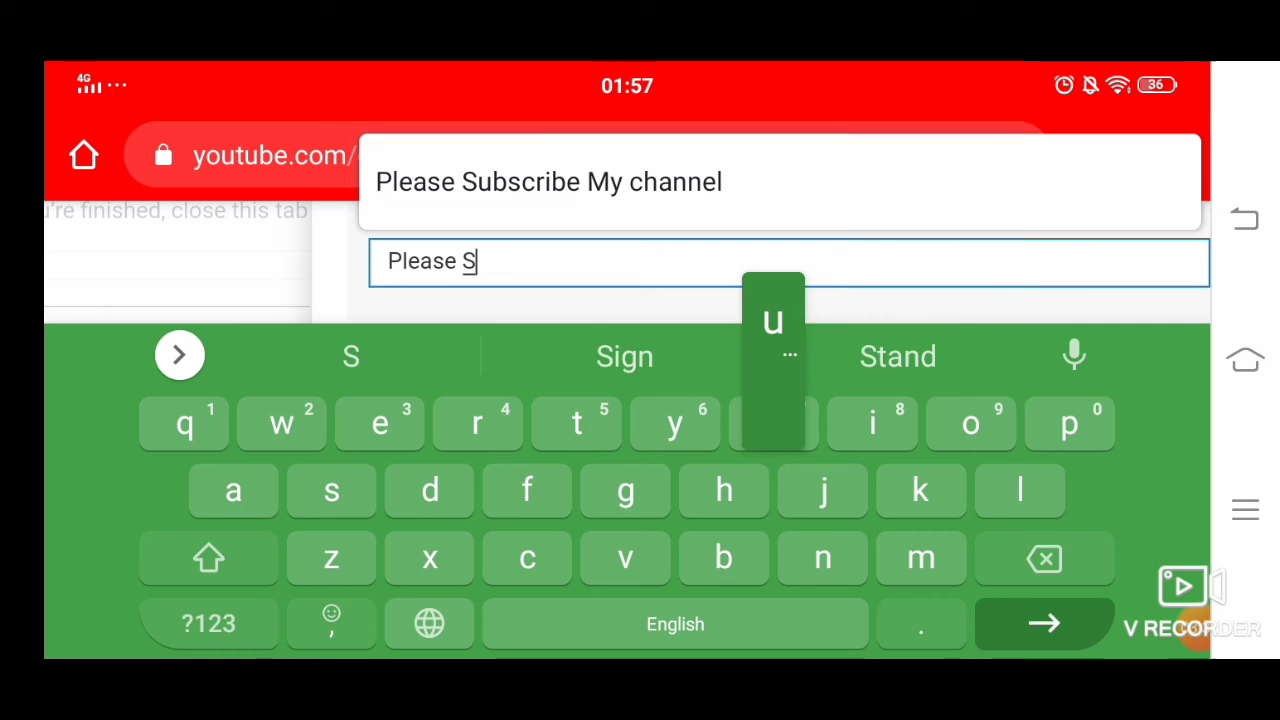 4G
01:57
36
youtube.com/
Please Subscribe My channel
u're finished, close this tab
Please S
u
...
S
Sign
Stand
q 1 w 2 e 3 r 4 t 5 y 6 i 8 o 9 p 0
a s d f g h j k l
z x c v b n m
?123 , English .
V RECORDER